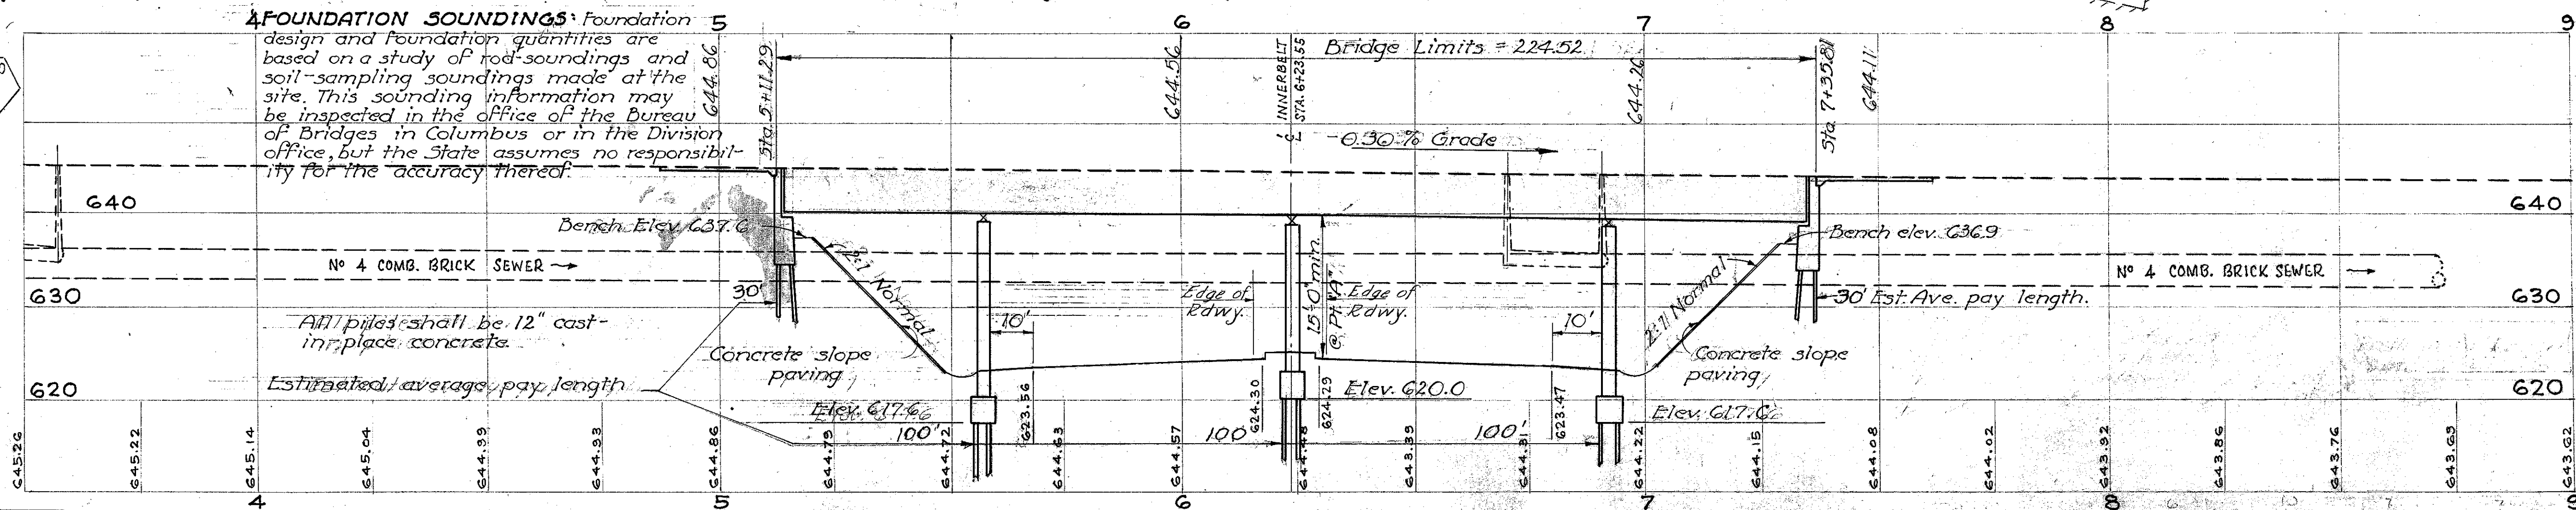 4 5 6 7 8 9
FOUNDATION SOUNDINGS: Foundation
design and foundation quantities are
based on a study of rod-soundings and
soil-sampling soundings made at the
site. This sounding information may
be inspected in the office of the Bureau
of Bridges in Columbus or in the Division
office, but the State assumes no responsibil-
ity for the accuracy thereof.
644.86
Sta. 5+11.29
644.56
℄ INNERBELT
STA. 6+23.55
Bridge Limits = 224.52
644.26
Sta. 7+35.81
644.11
-0.30% Grade
640
640
Bench Elev. 637.6
Bench elev. 636.9
Nº 4 COMB. BRICK SEWER →
Nº 4 COMB. BRICK SEWER →
2:1 Normal
2:1 Normal
630
630
30'
30' Est. Ave. pay length.
Edge of
Rdwy.
15'-0" min.
@ Pt. "A"
Edge of
Rdwy.
All piles shall be 12" cast-
in-place concrete.
10'
10'
Concrete slope
paving
Concrete slope
paving
Estimated average pay length
620
620
Elev. 617.6
623.56
624.30
624.29
Elev. 620.0
623.47
Elev. 617.6
100'
100'
100'
645.26
645.22
645.14
645.04
644.99
644.93
644.86
644.79
644.72
644.63
644.57
644.48
643.39
644.31
644.22
644.15
644.08
644.02
643.92
643.86
643.76
643.69
643.62
4 5 6 7 8 9